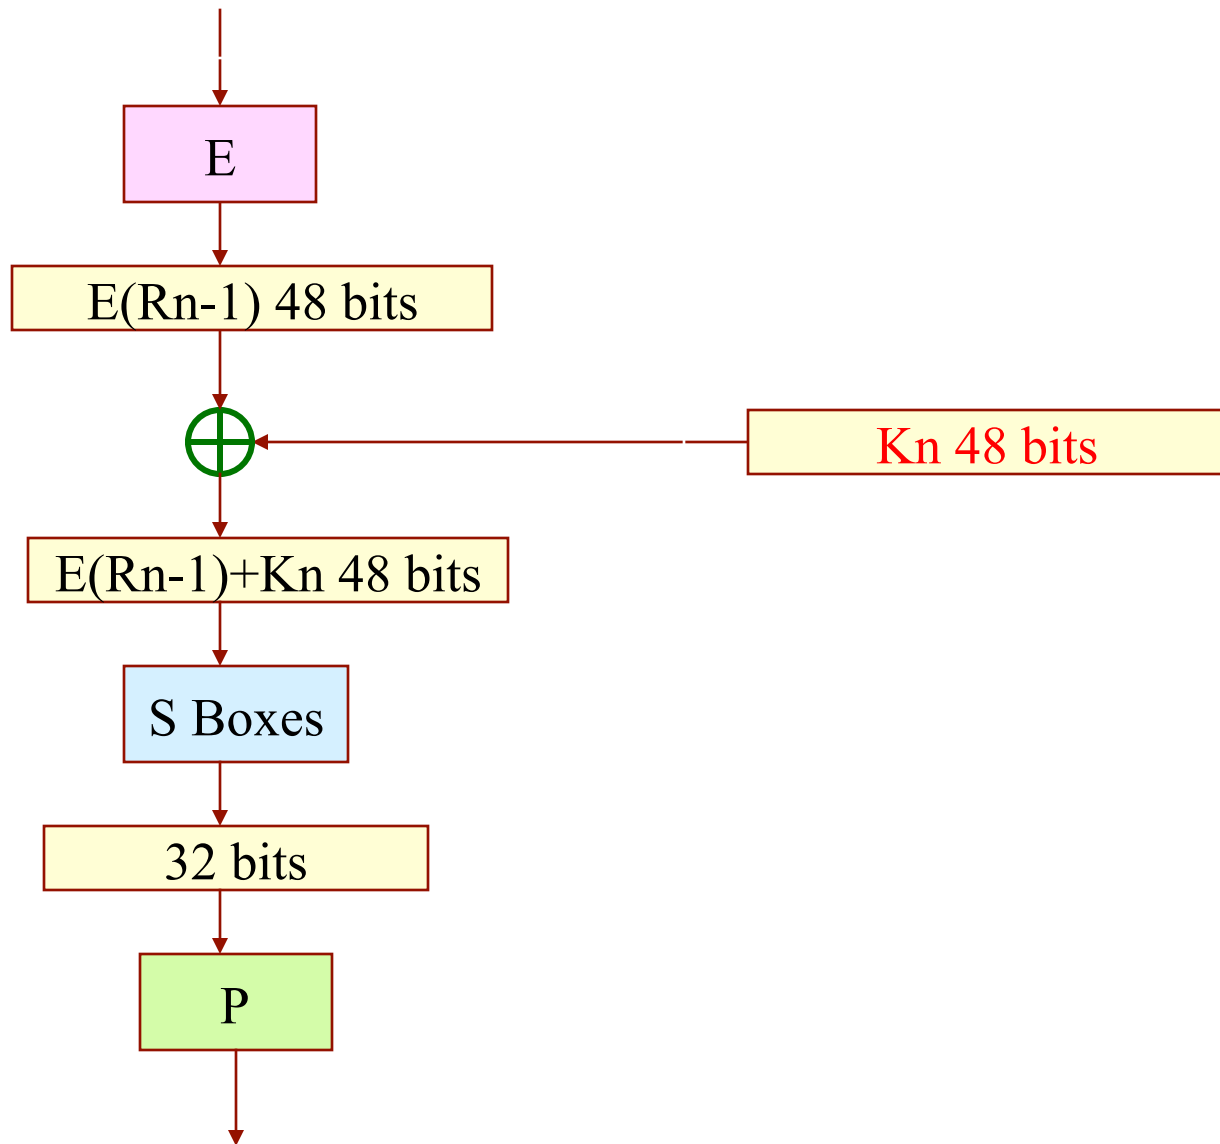 E
E(Rn-1) 48 bits
Kn 48 bits
E(Rn-1)+Kn 48 bits
S Boxes
32 bits
P